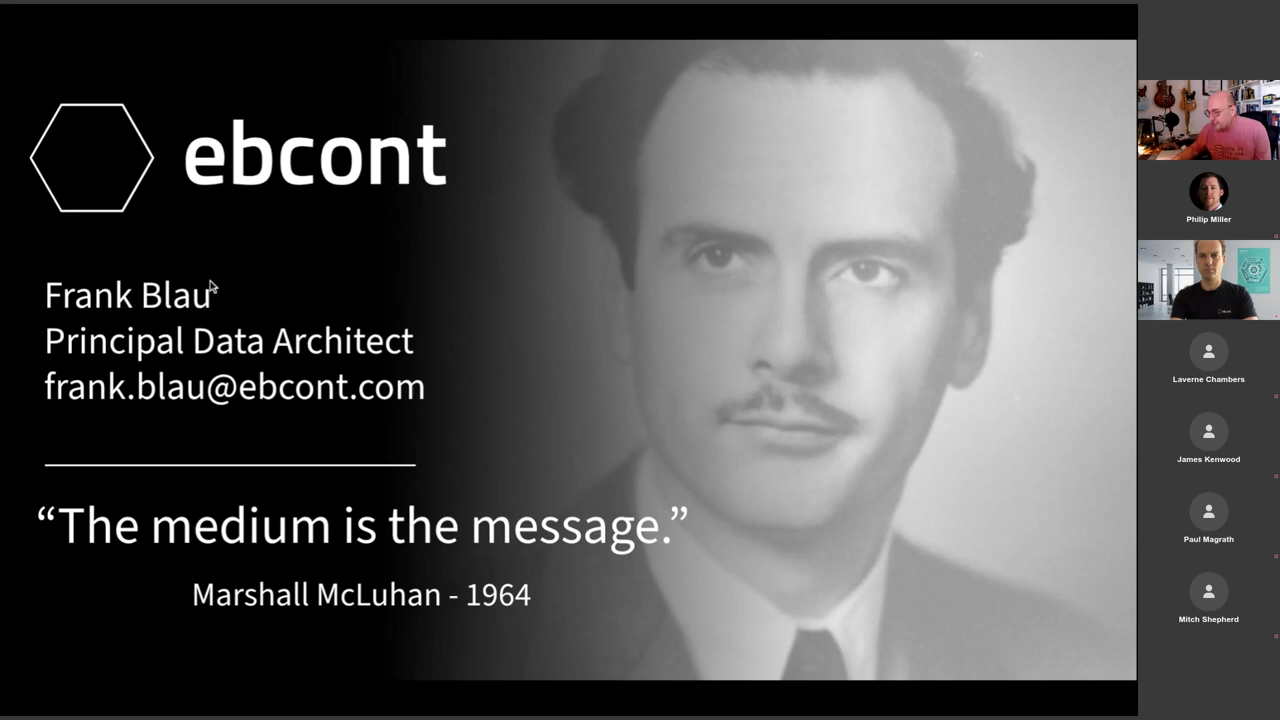 ebcont
Frank Blau
Principal Data Architect
frank.blau@ebcont.com
“The medium is the message.”
Marshall McLuhan - 1964
Philip Miller
Laverne Chambers
James Kenwood
Paul Magrath
Mitch Shepherd